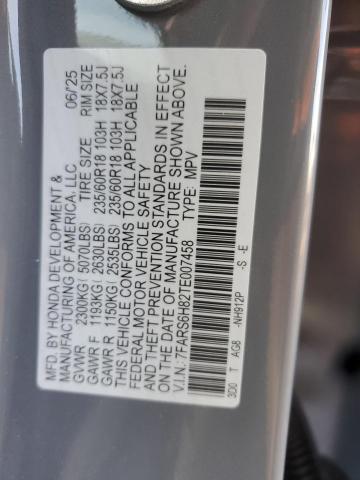 MFD. BY HONDA DEVELOPMENT & 06/25
MANUFACTURING OF AMERICA, LLC
GVWR 2300KG(5070LBS) TIRE SIZE RIM SIZE
GAWR F 1193KG(2630LBS) 235/60R18 103H 18X7.5J
GAWR R 1150KG(2535LBS) 235/60R18 103H 18X7.5J
THIS VEHICLE CONFORMS TO ALL APPLICABLE
FEDERAL MOTOR VEHICLE SAFETY
AND THEFT PREVENTION STANDARDS IN EFFECT
ON THE DATE OF MANUFACTURE SHOWN ABOVE.
V.I.N.:7FARS6H82TE007458 TYPE: MPV
3D0 T AG8 -NH912P -S -E